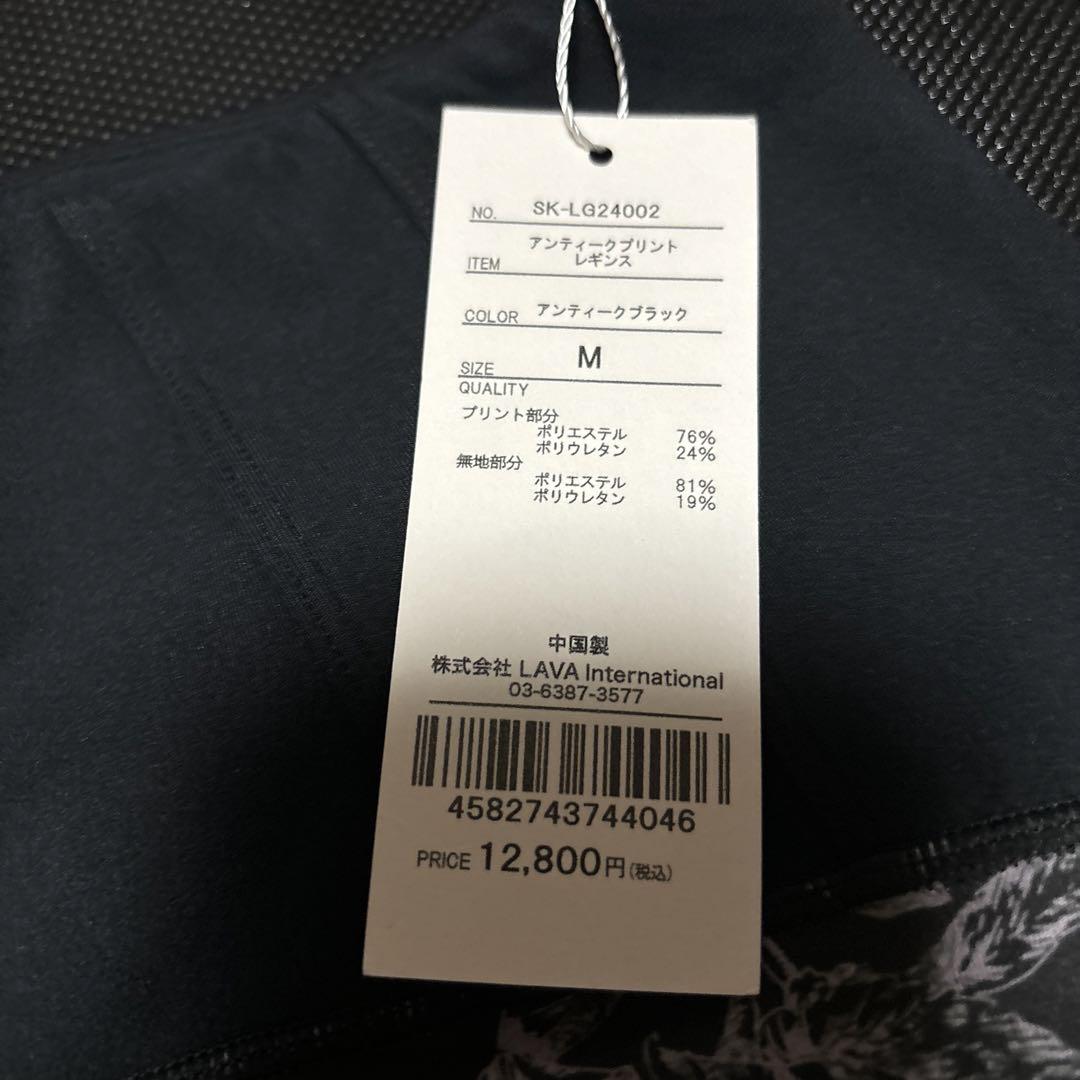 NO. SK-LG24002
アンティークプリント
ITEM レギンス
COLOR アンティークブラック
SIZE M
QUALITY
プリント部分
ポリエステル 76%
ポリウレタン 24%
無地部分
ポリエステル 81%
ポリウレタン 19%
中国製
株式会社 LAVA International
03-6387-3577
4582743744046
PRICE 12,800円(税込)